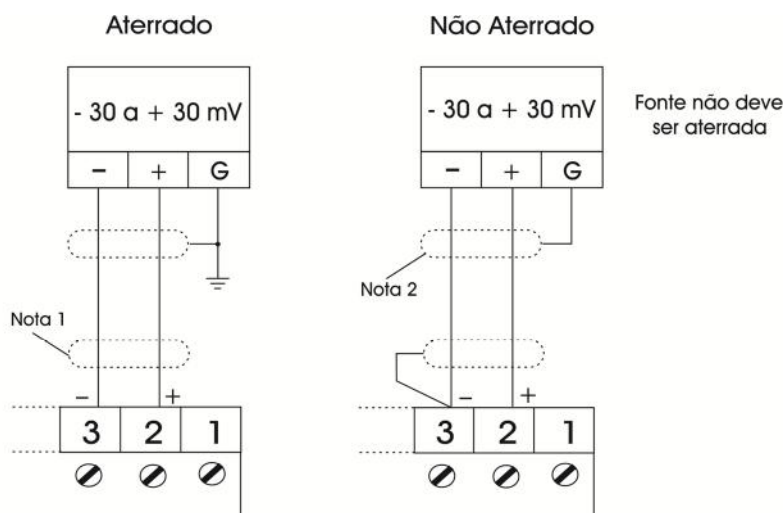 Aterrado
- 30 a + 30 mV
- + G
Nota 1
- +
3 2 1
Não Aterrado
- 30 a + 30 mV
- + G
Fonte não deve
ser aterrada
Nota 2
- +
3 2 1